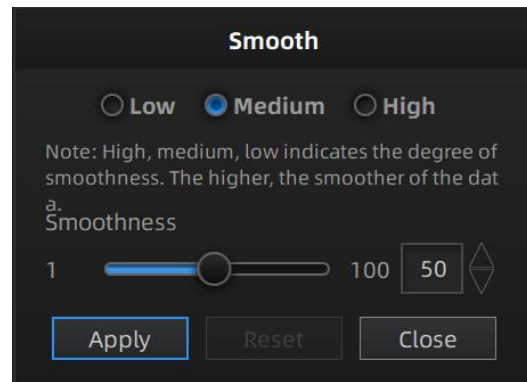 Smooth
Low Medium High
Note: High, medium, low indicates the degree of
smoothness. The higher, the smoother of the dat
a.
Smoothness
1 100 50
Apply Reset Close